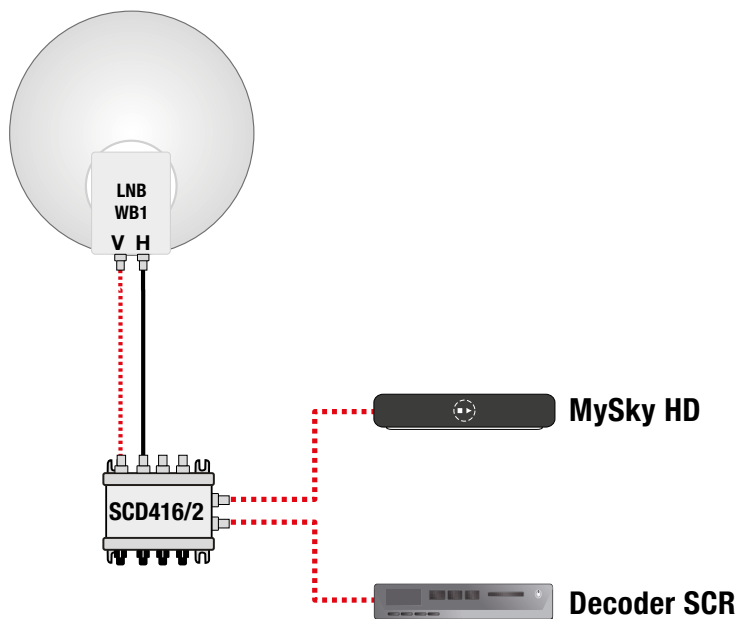 LNB
WB1
V H
SCD416/2
MySky HD
Decoder SCR